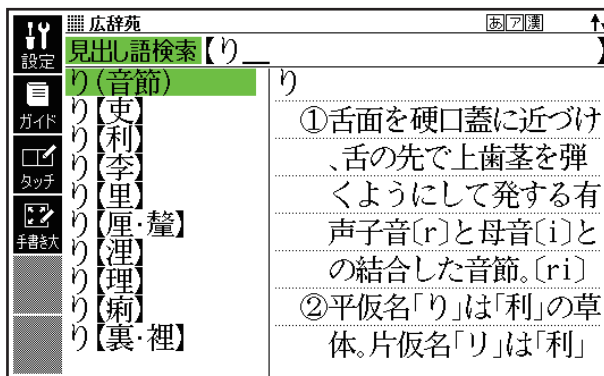 広辞苑
あア漢
見出し語検索【り
設定
ガイド
タッチ
手書き大
り(音節)
り【吏】
り【利】
り【李】
り【里】
り【厘·釐】
り【浬】
り【理】
り【痢】
り【裏·裡】
り
①舌面を硬口蓋に近づけ
、舌の先で上歯茎を弾
くようにして発する有
声子音〔r〕と母音〔i〕と
の結合した音節。〔ri〕
②平仮名「り」は「利」の草
体。片仮名「リ」は「利」